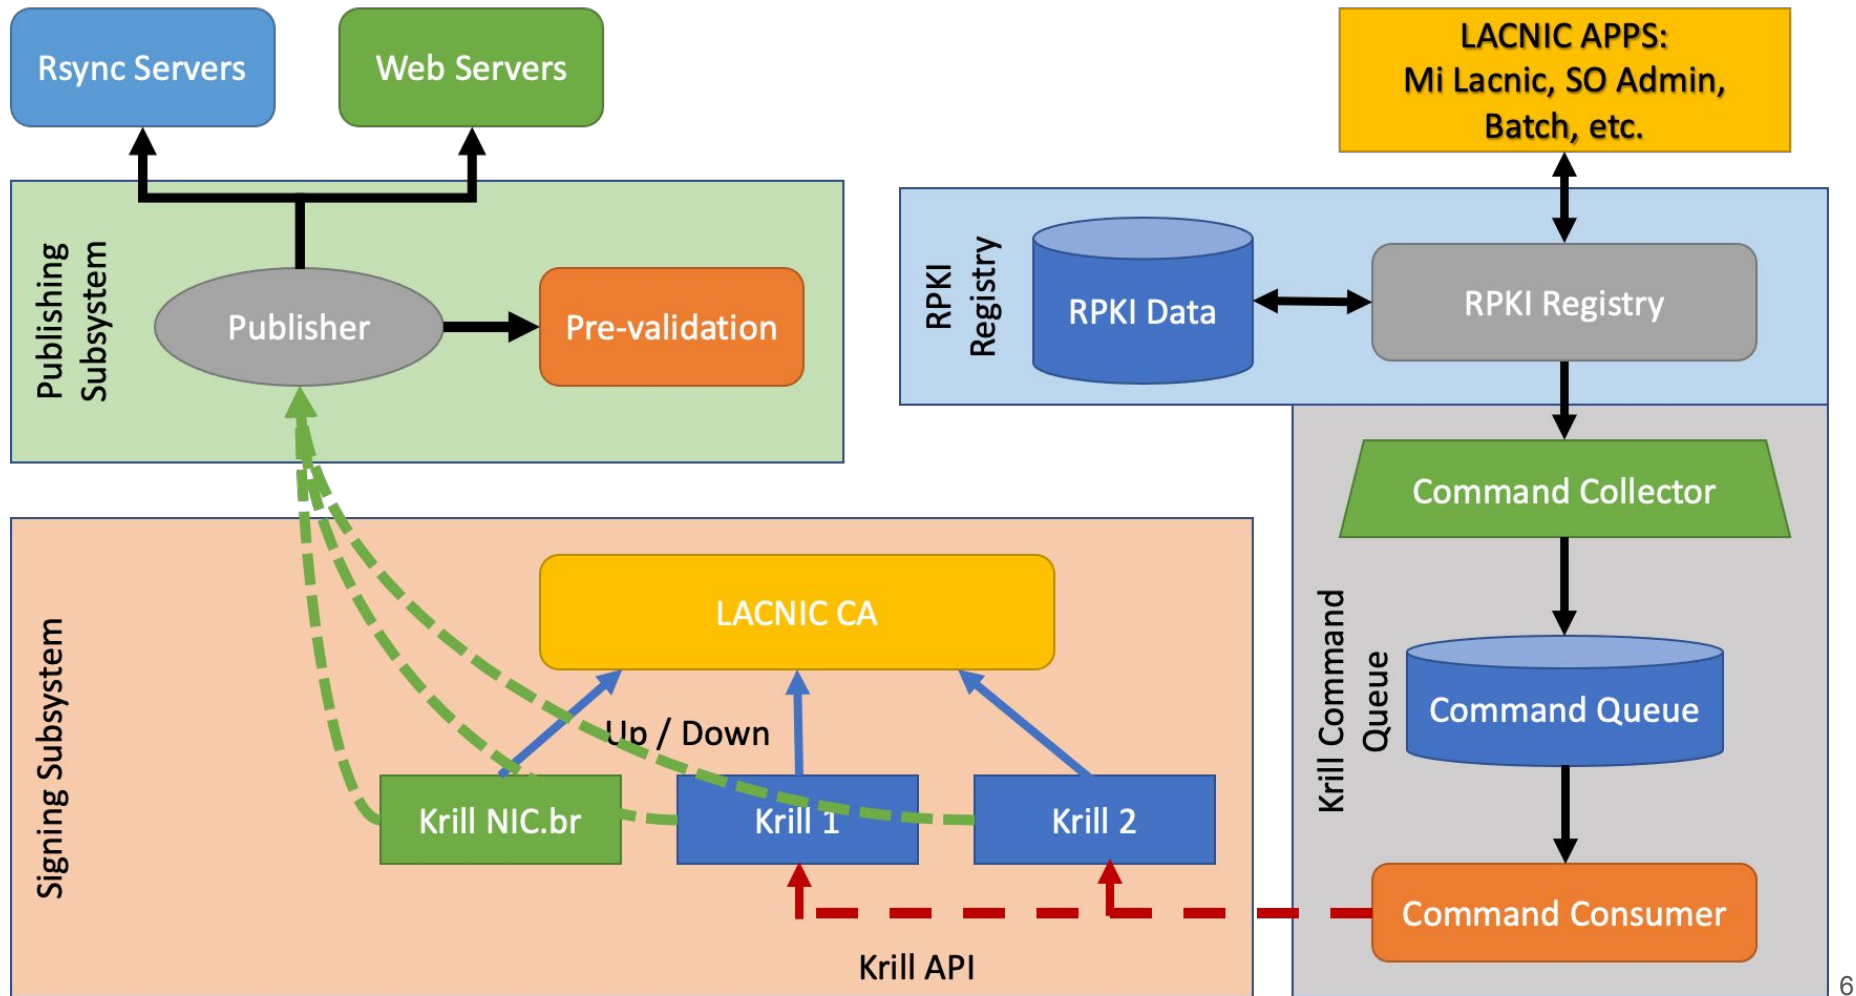 Rsync Servers
Web Servers
LACNIC APPS:
Mi Lacnic, SO Admin,
Batch, etc.
Publishing
Subsystem
Publisher
Pre-validation
RPKI
Registry
RPKI Data
RPKI Registry
Command Collector
Signing Subsystem
LACNIC CA
Up / Down
Krill NIC.br
Krill 1
Krill 2
Krill API
Krill Command
Queue
Command Queue
Command Consumer
6